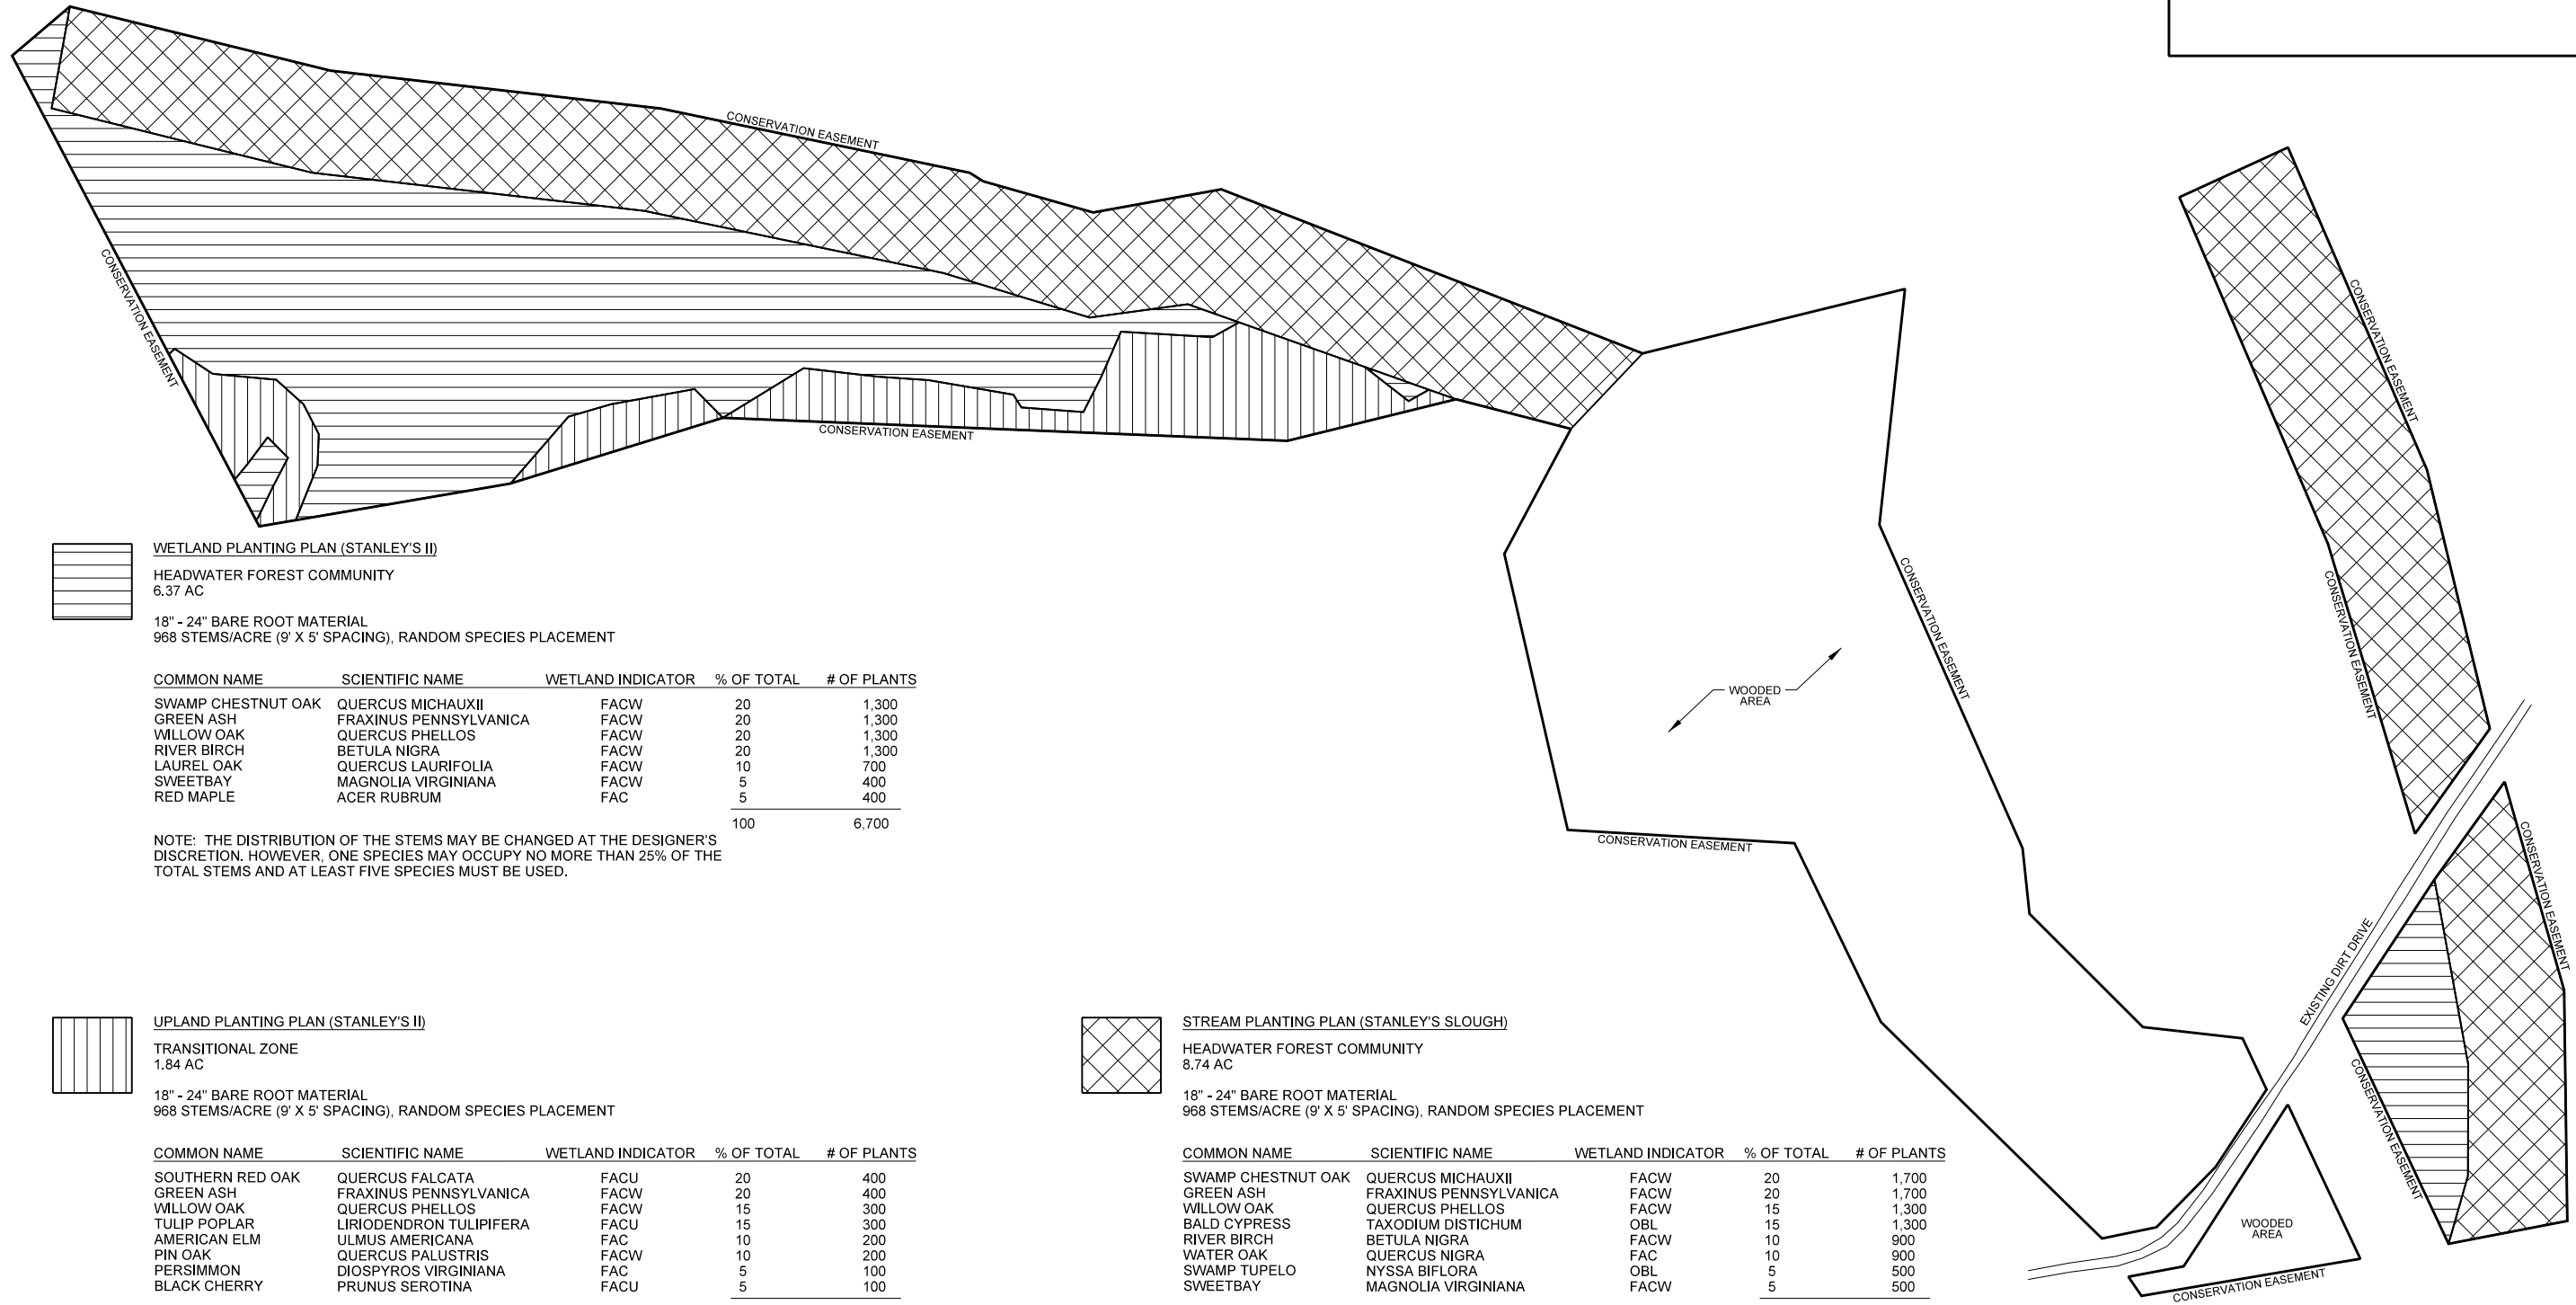 CONSERVATION EASEMENT
CONSERVATION EASEMENT
CONSERVATION EASEMENT
CONSERVATION EASEMENT
CONSERVATION EASEMENT
CONSERVATION EASEMENT
WOODED
AREA
CONSERVATION EASEMENT
CONSERVATION EASEMENT
EXISTING DIRT DRIVE
CONSERVATION EASEMENT
WOODED
AREA
CONSERVATION EASEMENT
WETLAND PLANTING PLAN (STANLEY'S II)
HEADWATER FOREST COMMUNITY
6.37 AC
18" - 24" BARE ROOT MATERIAL
968 STEMS/ACRE (9' X 5' SPACING), RANDOM SPECIES PLACEMENT
COMMON NAME SCIENTIFIC NAME WETLAND INDICATOR % OF TOTAL # OF PLANTS
SWAMP CHESTNUT OAK QUERCUS MICHAUXII FACW 20 1,300
GREEN ASH FRAXINUS PENNSYLVANICA FACW 20 1,300
WILLOW OAK QUERCUS PHELLOS FACW 20 1,300
RIVER BIRCH BETULA NIGRA FACW 20 1,300
LAUREL OAK QUERCUS LAURIFOLIA FACW 10 700
SWEETBAY MAGNOLIA VIRGINIANA FACW 5 400
RED MAPLE ACER RUBRUM FAC 5 400
100 6,700
NOTE: THE DISTRIBUTION OF THE STEMS MAY BE CHANGED AT THE DESIGNER'S
DISCRETION. HOWEVER, ONE SPECIES MAY OCCUPY NO MORE THAN 25% OF THE
TOTAL STEMS AND AT LEAST FIVE SPECIES MUST BE USED.
UPLAND PLANTING PLAN (STANLEY'S II)
TRANSITIONAL ZONE
1.84 AC
18" - 24" BARE ROOT MATERIAL
968 STEMS/ACRE (9' X 5' SPACING), RANDOM SPECIES PLACEMENT
COMMON NAME SCIENTIFIC NAME WETLAND INDICATOR % OF TOTAL # OF PLANTS
SOUTHERN RED OAK QUERCUS FALCATA FACU 20 400
GREEN ASH FRAXINUS PENNSYLVANICA FACW 20 400
WILLOW OAK QUERCUS PHELLOS FACW 15 300
TULIP POPLAR LIRIODENDRON TULIPIFERA FACU 15 300
AMERICAN ELM ULMUS AMERICANA FAC 10 200
PIN OAK QUERCUS PALUSTRIS FACW 10 200
PERSIMMON DIOSPYROS VIRGINIANA FAC 5 100
BLACK CHERRY PRUNUS SEROTINA FACU 5 100
STREAM PLANTING PLAN (STANLEY'S SLOUGH)
HEADWATER FOREST COMMUNITY
8.74 AC
18" - 24" BARE ROOT MATERIAL
968 STEMS/ACRE (9' X 5' SPACING), RANDOM SPECIES PLACEMENT
COMMON NAME SCIENTIFIC NAME WETLAND INDICATOR % OF TOTAL # OF PLANTS
SWAMP CHESTNUT OAK QUERCUS MICHAUXII FACW 20 1,700
GREEN ASH FRAXINUS PENNSYLVANICA FACW 20 1,700
WILLOW OAK QUERCUS PHELLOS FACW 15 1,300
BALD CYPRESS TAXODIUM DISTICHUM OBL 15 1,300
RIVER BIRCH BETULA NIGRA FACW 10 900
WATER OAK QUERCUS NIGRA FAC 10 900
SWAMP TUPELO NYSSA BIFLORA OBL 5 500
SWEETBAY MAGNOLIA VIRGINIANA FACW 5 500